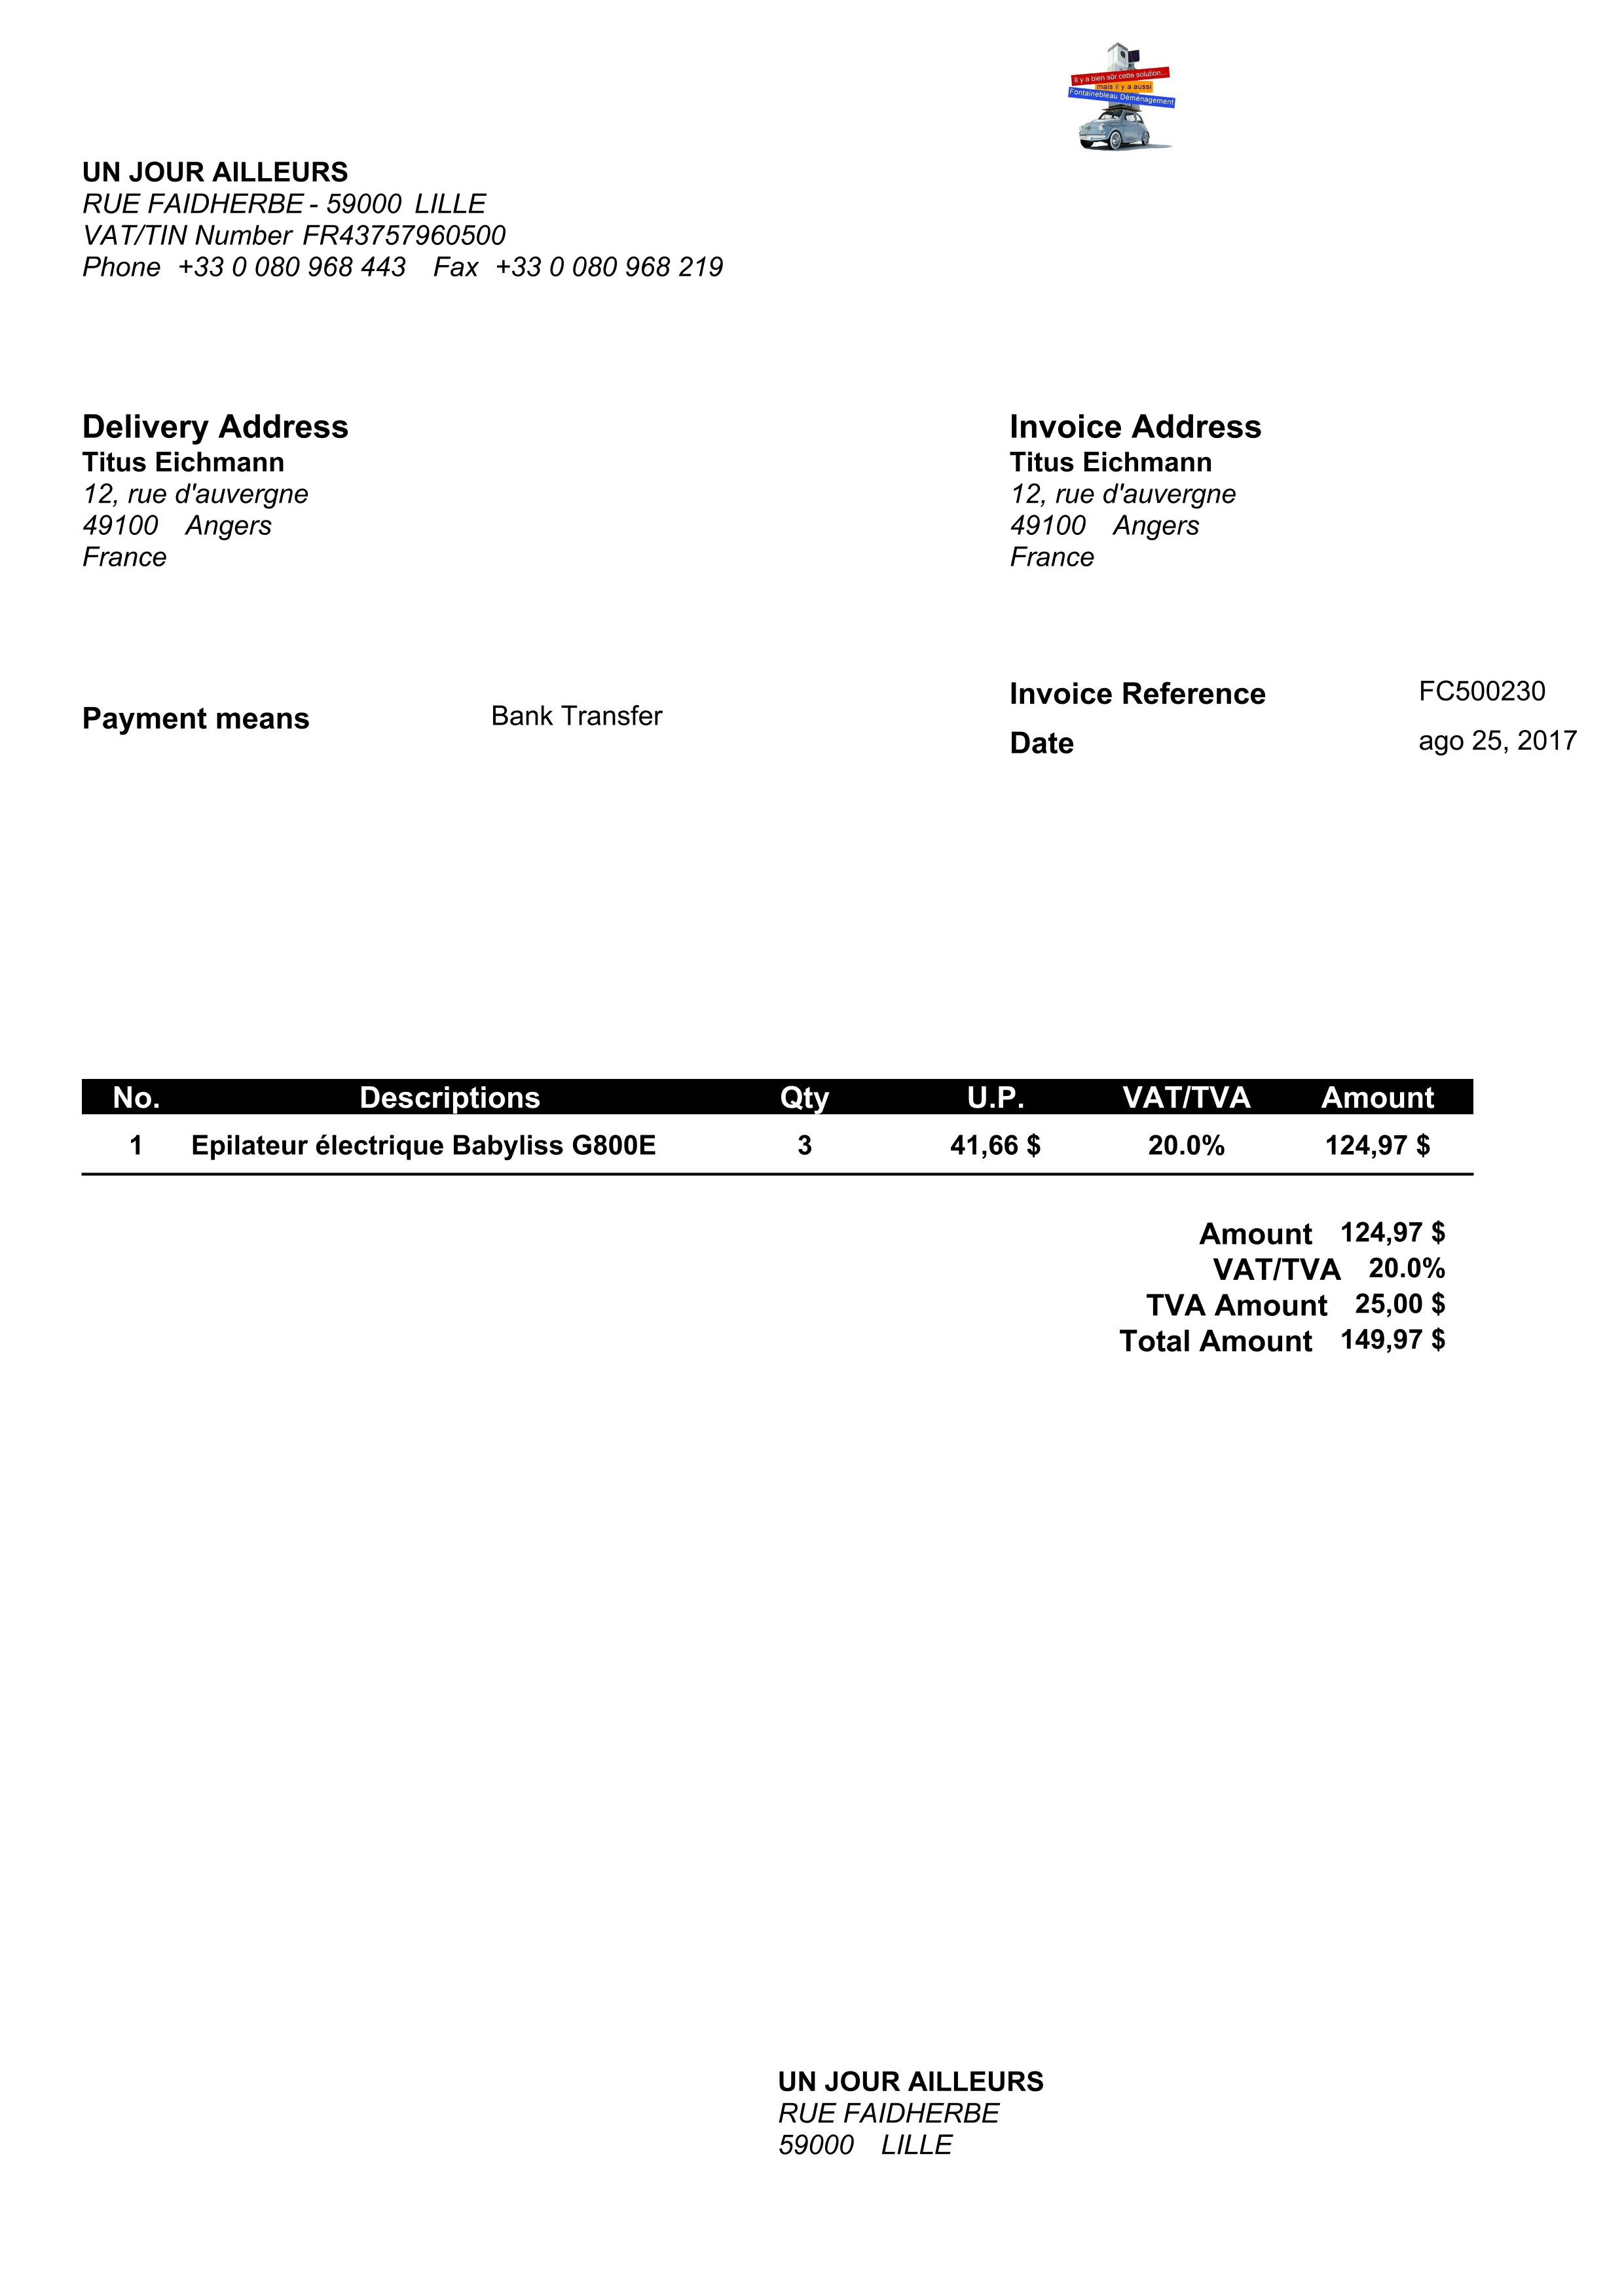 Il y a bien sûr cette solution...
mais il y a aussi
Fontainebleau Déménagement
UN JOUR AILLEURS
RUE FAIDHERBE - 59000 LILLE
VAT/TIN Number FR43757960500
Phone +33 0 080 968 443 Fax +33 0 080 968 219
Delivery Address
Titus Eichmann
12, rue d'auvergne
49100 Angers
France
Invoice Address
Titus Eichmann
12, rue d'auvergne
49100 Angers
France
Payment means Bank Transfer
Invoice Reference FC500230
Date ago 25, 2017
No. Descriptions Qty U.P. VAT/TVA Amount
1 Epilateur électrique Babyliss G800E 3 41,66 $ 20.0% 124,97 $
Amount 124,97 $
VAT/TVA 20.0%
TVA Amount 25,00 $
Total Amount 149,97 $
UN JOUR AILLEURS
RUE FAIDHERBE
59000 LILLE